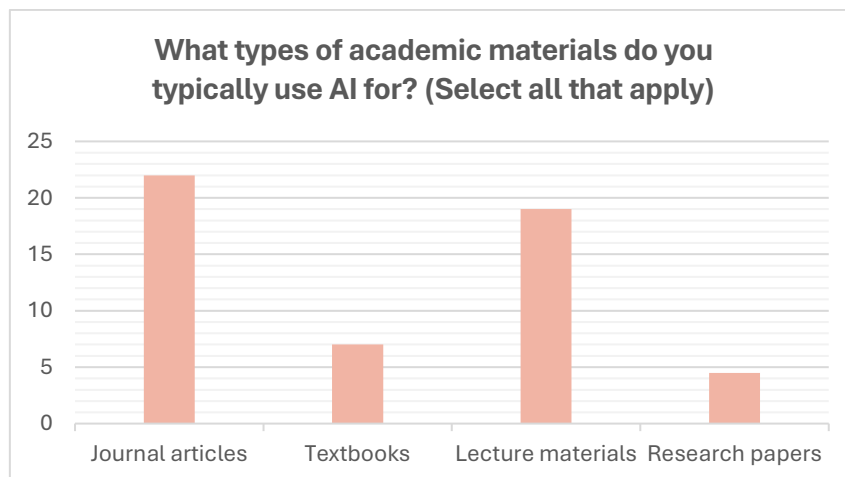 What types of academic materials do you
typically use AI for? (Select all that apply)
25
20
15
10
5
0
Journal articles
Textbooks
Lecture materials
Research papers